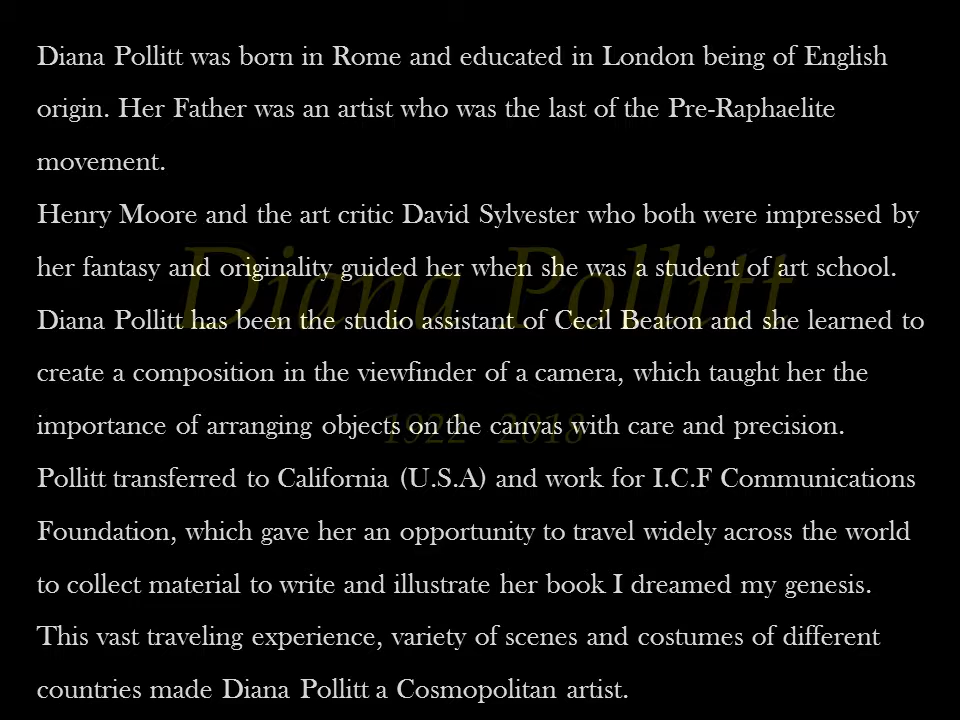 Diana Pollitt was born in Rome and educated in London being of English
origin. Her Father was an artist who was the last of the Pre-Raphaelite
movement.
Henry Moore and the art critic David Sylvester who both were impressed by
her fantasy and originality guided her when she was a student of art school.
Diana Pollitt
Diana Pollitt has been the studio assistant of Cecil Beaton and she learned to
create a composition in the viewfinder of a camera, which taught her the
importance of arranging objects on the canvas with care and precision.
1922 - 2018
Pollitt transferred to California (U.S.A) and work for I.C.F Communications
Foundation, which gave her an opportunity to travel widely across the world
to collect material to write and illustrate her book I dreamed my genesis.
This vast traveling experience, variety of scenes and costumes of different
countries made Diana Pollitt a Cosmopolitan artist.